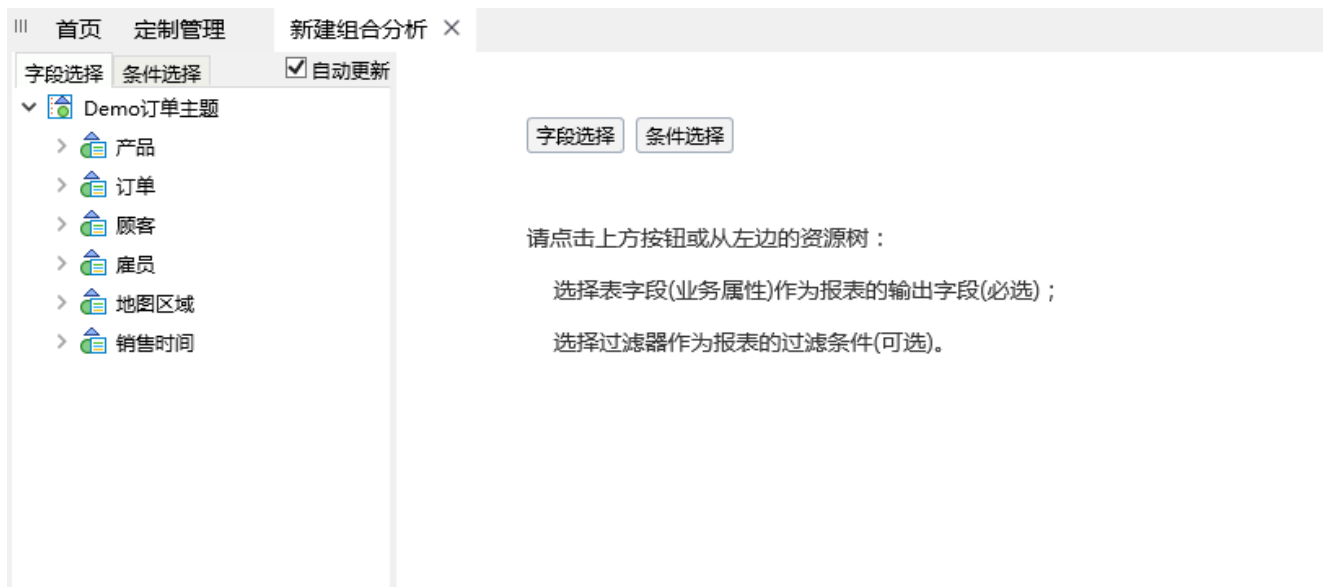 首页 定制管理 新建组合分析
字段选择 条件选择 自动更新
Demo订单主题
产品
订单
顾客
雇员
地图区域
销售时间
字段选择 条件选择
请点击上方按钮或从左边的资源树：
选择表字段(业务属性)作为报表的输出字段(必选)；
选择过滤器作为报表的过滤条件(可选)。